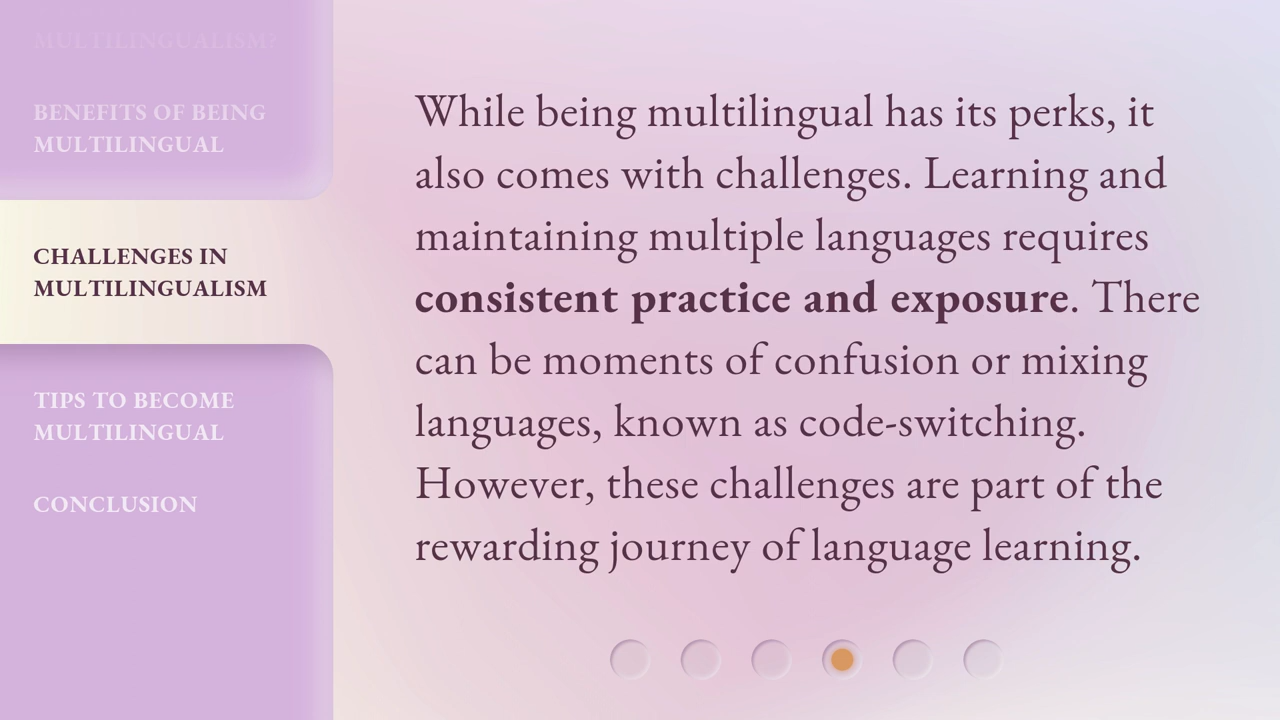 MULTILINGUALISM?
BENEFITS OF BEING
MULTILINGUAL
CHALLENGES IN
MULTILINGUALISM
TIPS TO BECOME
MULTILINGUAL
CONCLUSION
While being multilingual has its perks, it
also comes with challenges. Learning and
maintaining multiple languages requires
consistent practice and exposure. There
can be moments of confusion or mixing
languages, known as code-switching.
However, these challenges are part of the
rewarding journey of language learning.